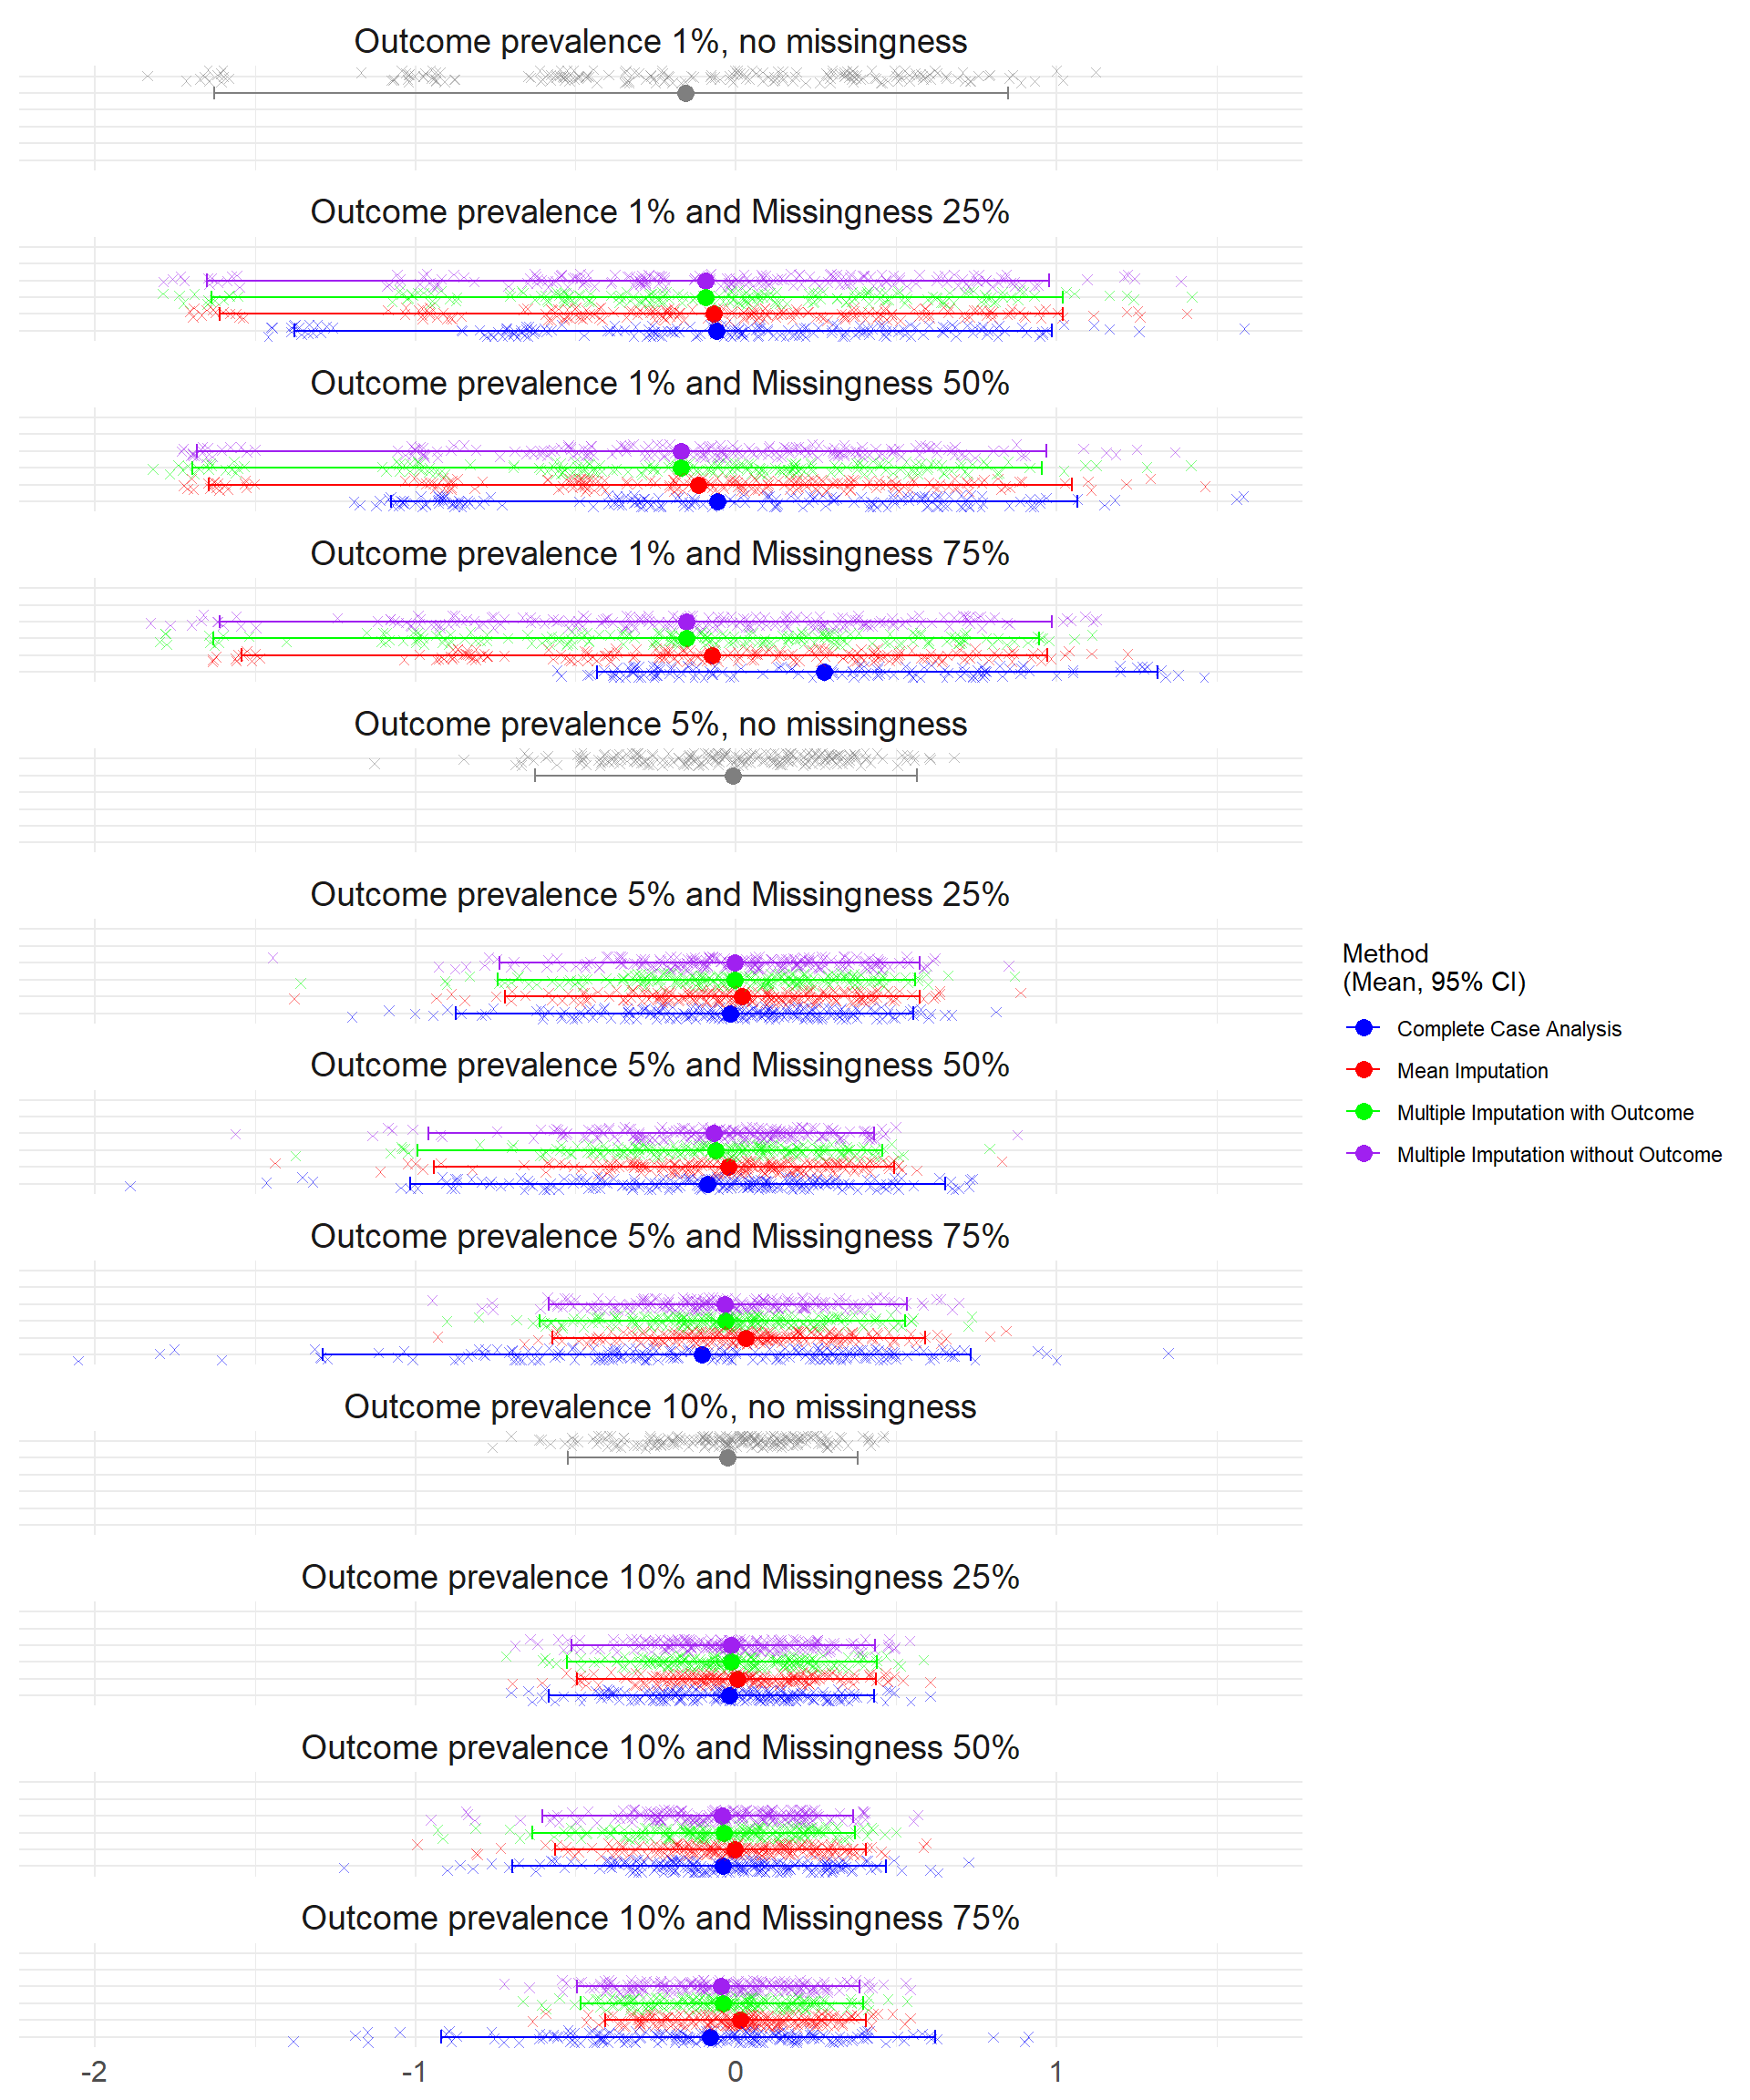 Outcome prevalence 1%, no missingness
Outcome prevalence 1% and Missingness 25%
Outcome prevalence 1% and Missingness 50%
Outcome prevalence 1% and Missingness 75%
Outcome prevalence 5%, no missingness
Outcome prevalence 5% and Missingness 25%
Outcome prevalence 5% and Missingness 50%
Outcome prevalence 5% and Missingness 75%
Outcome prevalence 10%, no missingness
Outcome prevalence 10% and Missingness 25%
Outcome prevalence 10% and Missingness 50%
Outcome prevalence 10% and Missingness 75%
-2 -1 0 1
Method
(Mean, 95% CI)
Complete Case Analysis
Mean Imputation
Multiple Imputation with Outcome
Multiple Imputation without Outcome